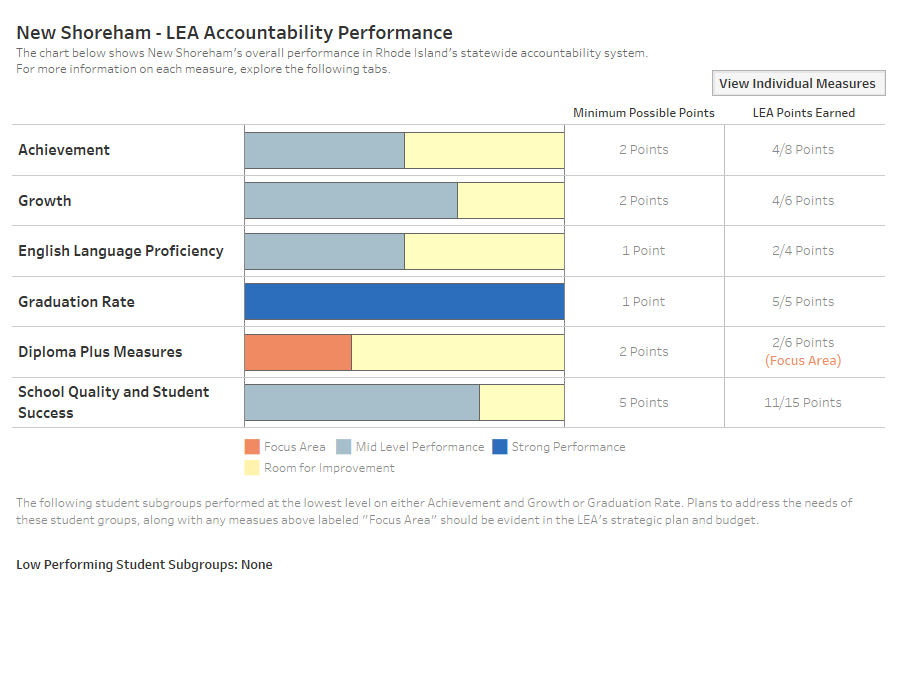 New Shoreham - LEA Accountability Performance
The chart below shows New Shoreham's overall performance in Rhode Island's statewide accountability system.
For more information on each measure, explore the following tabs.
View Individual Measures
Minimum Possible Points LEA Points Earned
Achievement 2 Points 4/8 Points
Growth 2 Points 4/6 Points
English Language Proficiency 1 Point 2/4 Points
Graduation Rate 1 Point 5/5 Points
Diploma Plus Measures 2 Points 2/6 Points
(Focus Area)
School Quality and Student
Success 5 Points 11/15 Points
Focus Area Mid Level Performance Strong Performance
Room for Improvement
The following student subgroups performed at the lowest level on either Achievement and Growth or Graduation Rate. Plans to address the needs of
these student groups, along with any measues above labeled "Focus Area" should be evident in the LEA's strategic plan and budget.
Low Performing Student Subgroups: None